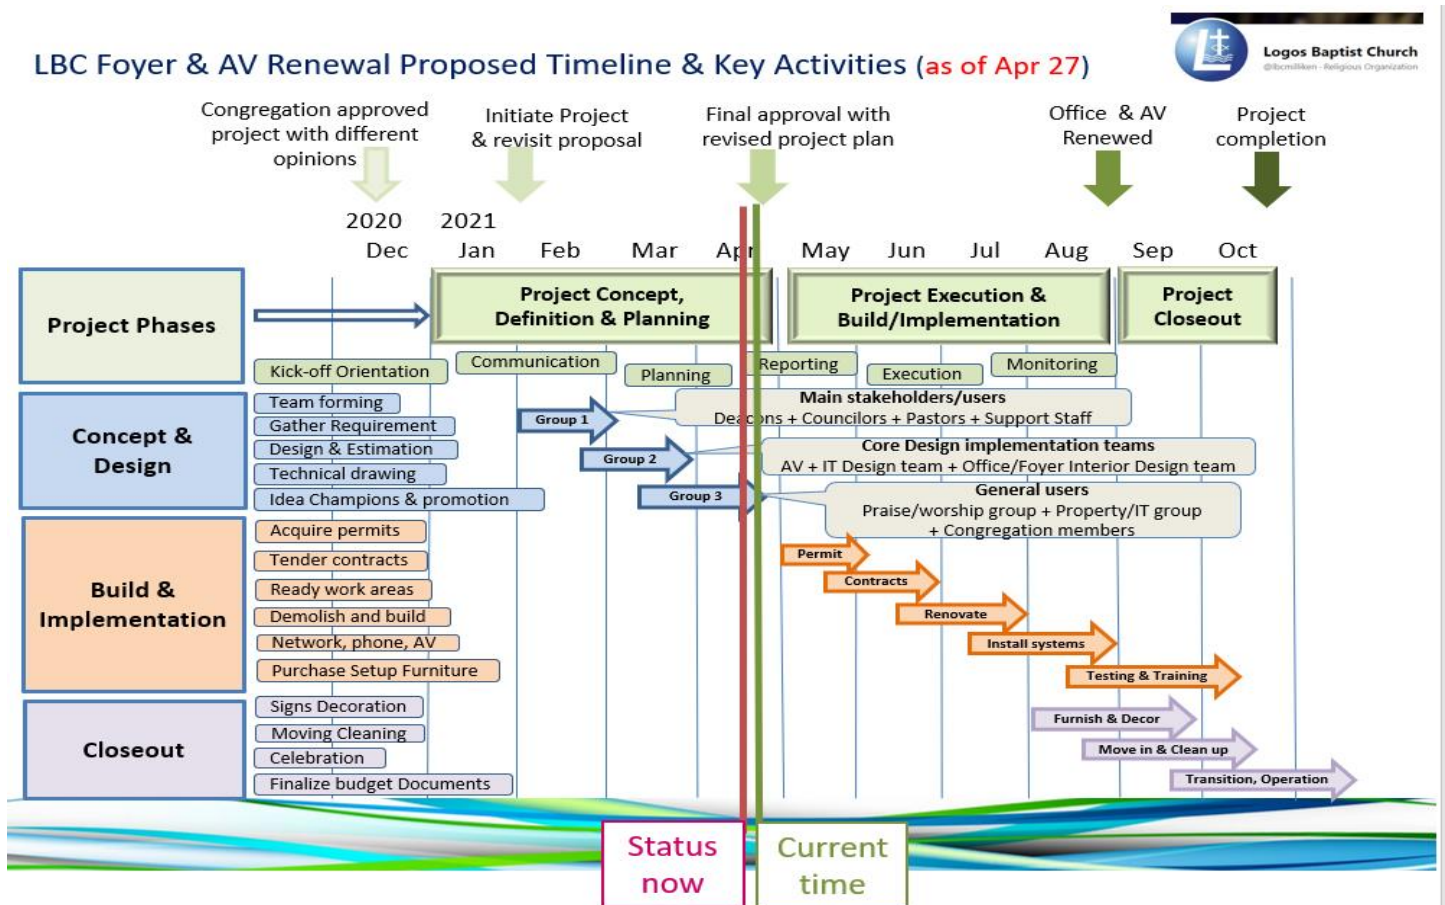 LBC Foyer & AV Renewal Proposed Timeline & Key Activities (as of Apr 27)
Logos Baptist Church
@lbcmilliken - Religious Organization
Congregation approved
project with different
opinions
Initiate Project
& revisit proposal
Final approval with
revised project plan
Office & AV
Renewed
Project
completion
2020
2021
Dec
Jan
Feb
Mar
Apr
May
Jun
Jul
Aug
Sep
Oct
Project Phases
Project Concept,
Definition & Planning
Project Execution &
Build/Implementation
Project
Closeout
Kick-off Orientation
Communication
Planning
Reporting
Execution
Monitoring
Concept &
Design
Team forming
Gather Requirement
Design & Estimation
Technical drawing
Idea Champions & promotion
Group 1
Main stakeholders/users
Deacons + Councilors + Pastors + Support Staff
Group 2
Core Design implementation teams
AV + IT Design team + Office/Foyer Interior Design team
Group 3
General users
Praise/worship group + Property/IT group
+ Congregation members
Build &
Implementation
Acquire permits
Tender contracts
Ready work areas
Demolish and build
Network, phone, AV
Purchase Setup Furniture
Permit
Contracts
Renovate
Install systems
Testing & Training
Closeout
Signs Decoration
Moving Cleaning
Celebration
Finalize budget Documents
Furnish & Decor
Move in & Clean up
Transition, Operation
Status
now
Current
time